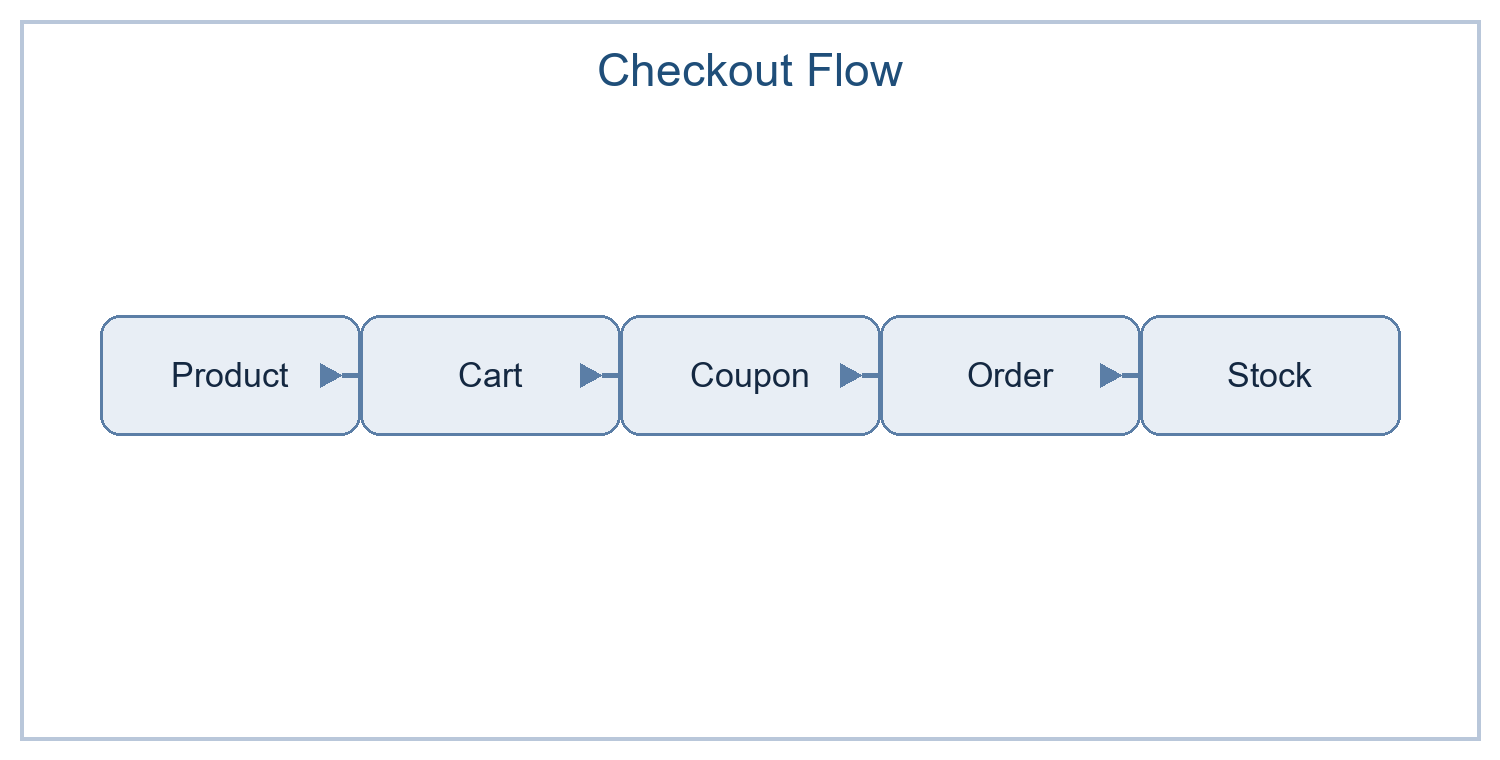 Checkout Flow
Product
Cart
Coupon
Order
Stock